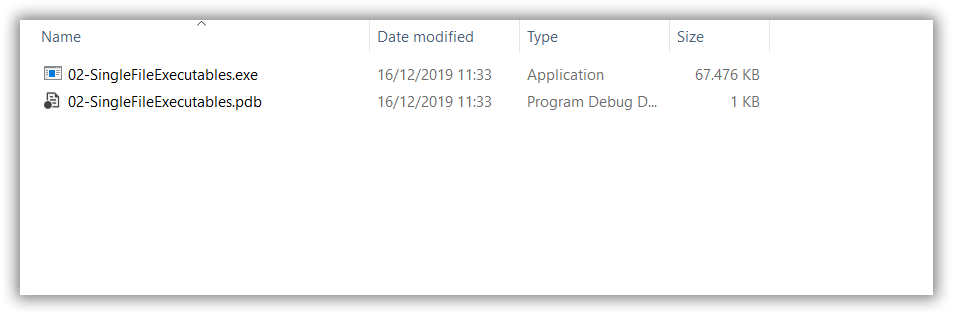 Name Date modified Type Size
02-SingleFileExecutables.exe 16/12/2019 11:33 Application 67.476 KB
02-SingleFileExecutables.pdb 16/12/2019 11:33 Program Debug D... 1 KB